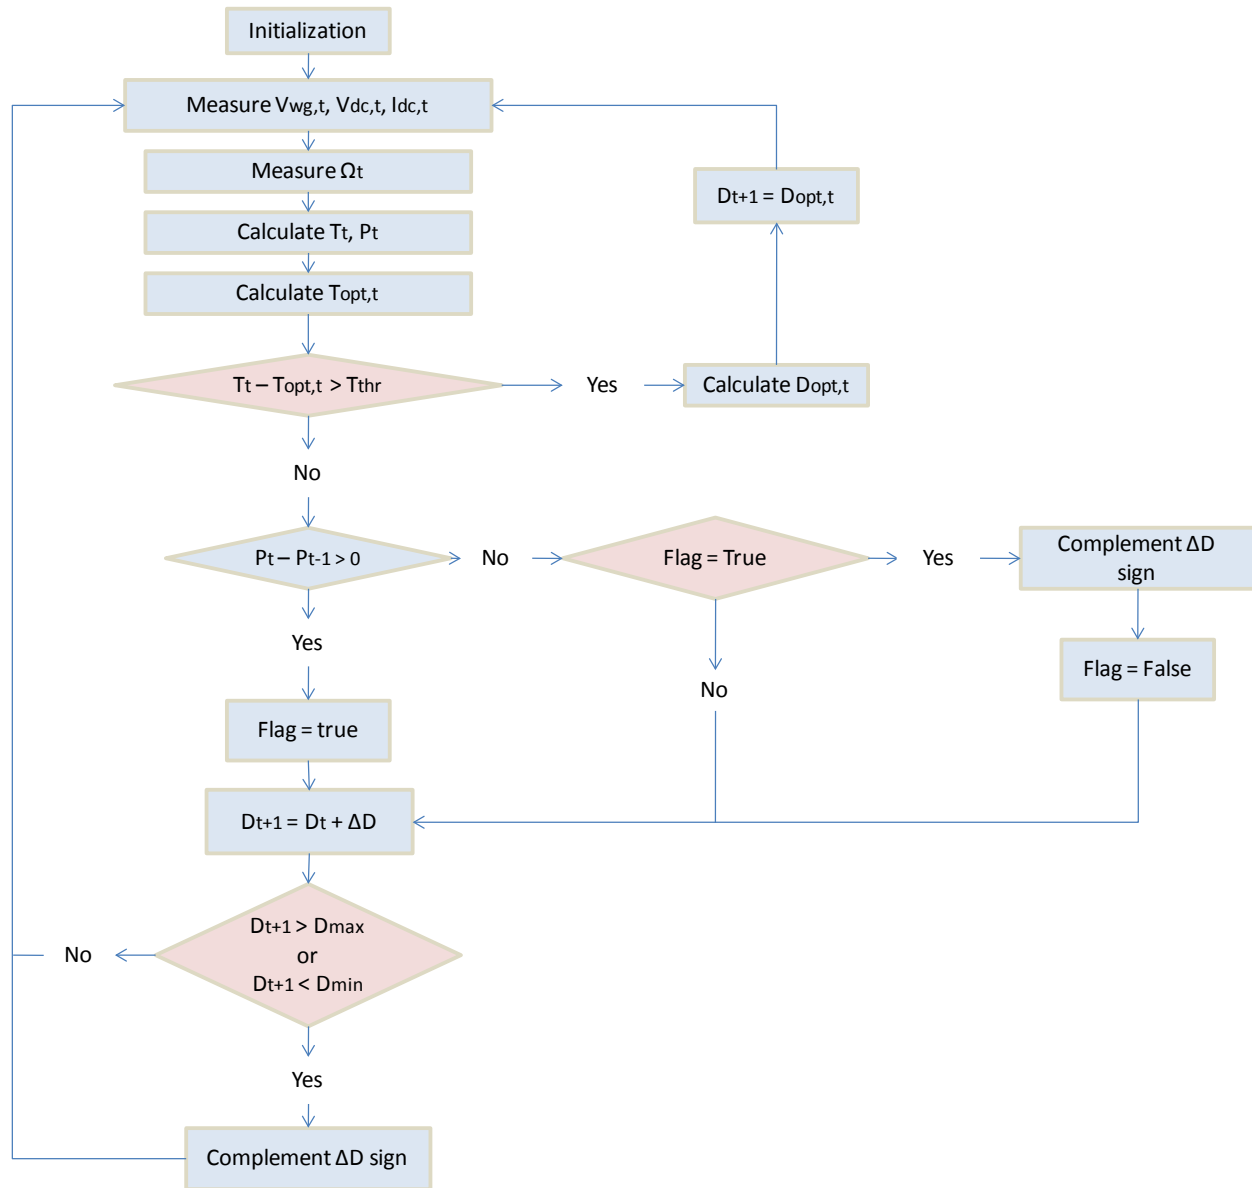 Initialization
Measure Vwg,t, Vdc,t, Idc,t
Measure Ωt
Calculate Tt, Pt
Calculate Topt,t
Tt – Topt,t > Tthr
Yes
Calculate Dopt,t
Dt+1 = Dopt,t
No
Pt – Pt-1 > 0
No
Flag = True
Yes
Complement ΔD
sign
Flag = False
No
Yes
Flag = true
Dt+1 = Dt + ΔD
Dt+1 > Dmax
or
Dt+1 < Dmin
No
Yes
Complement ΔD sign